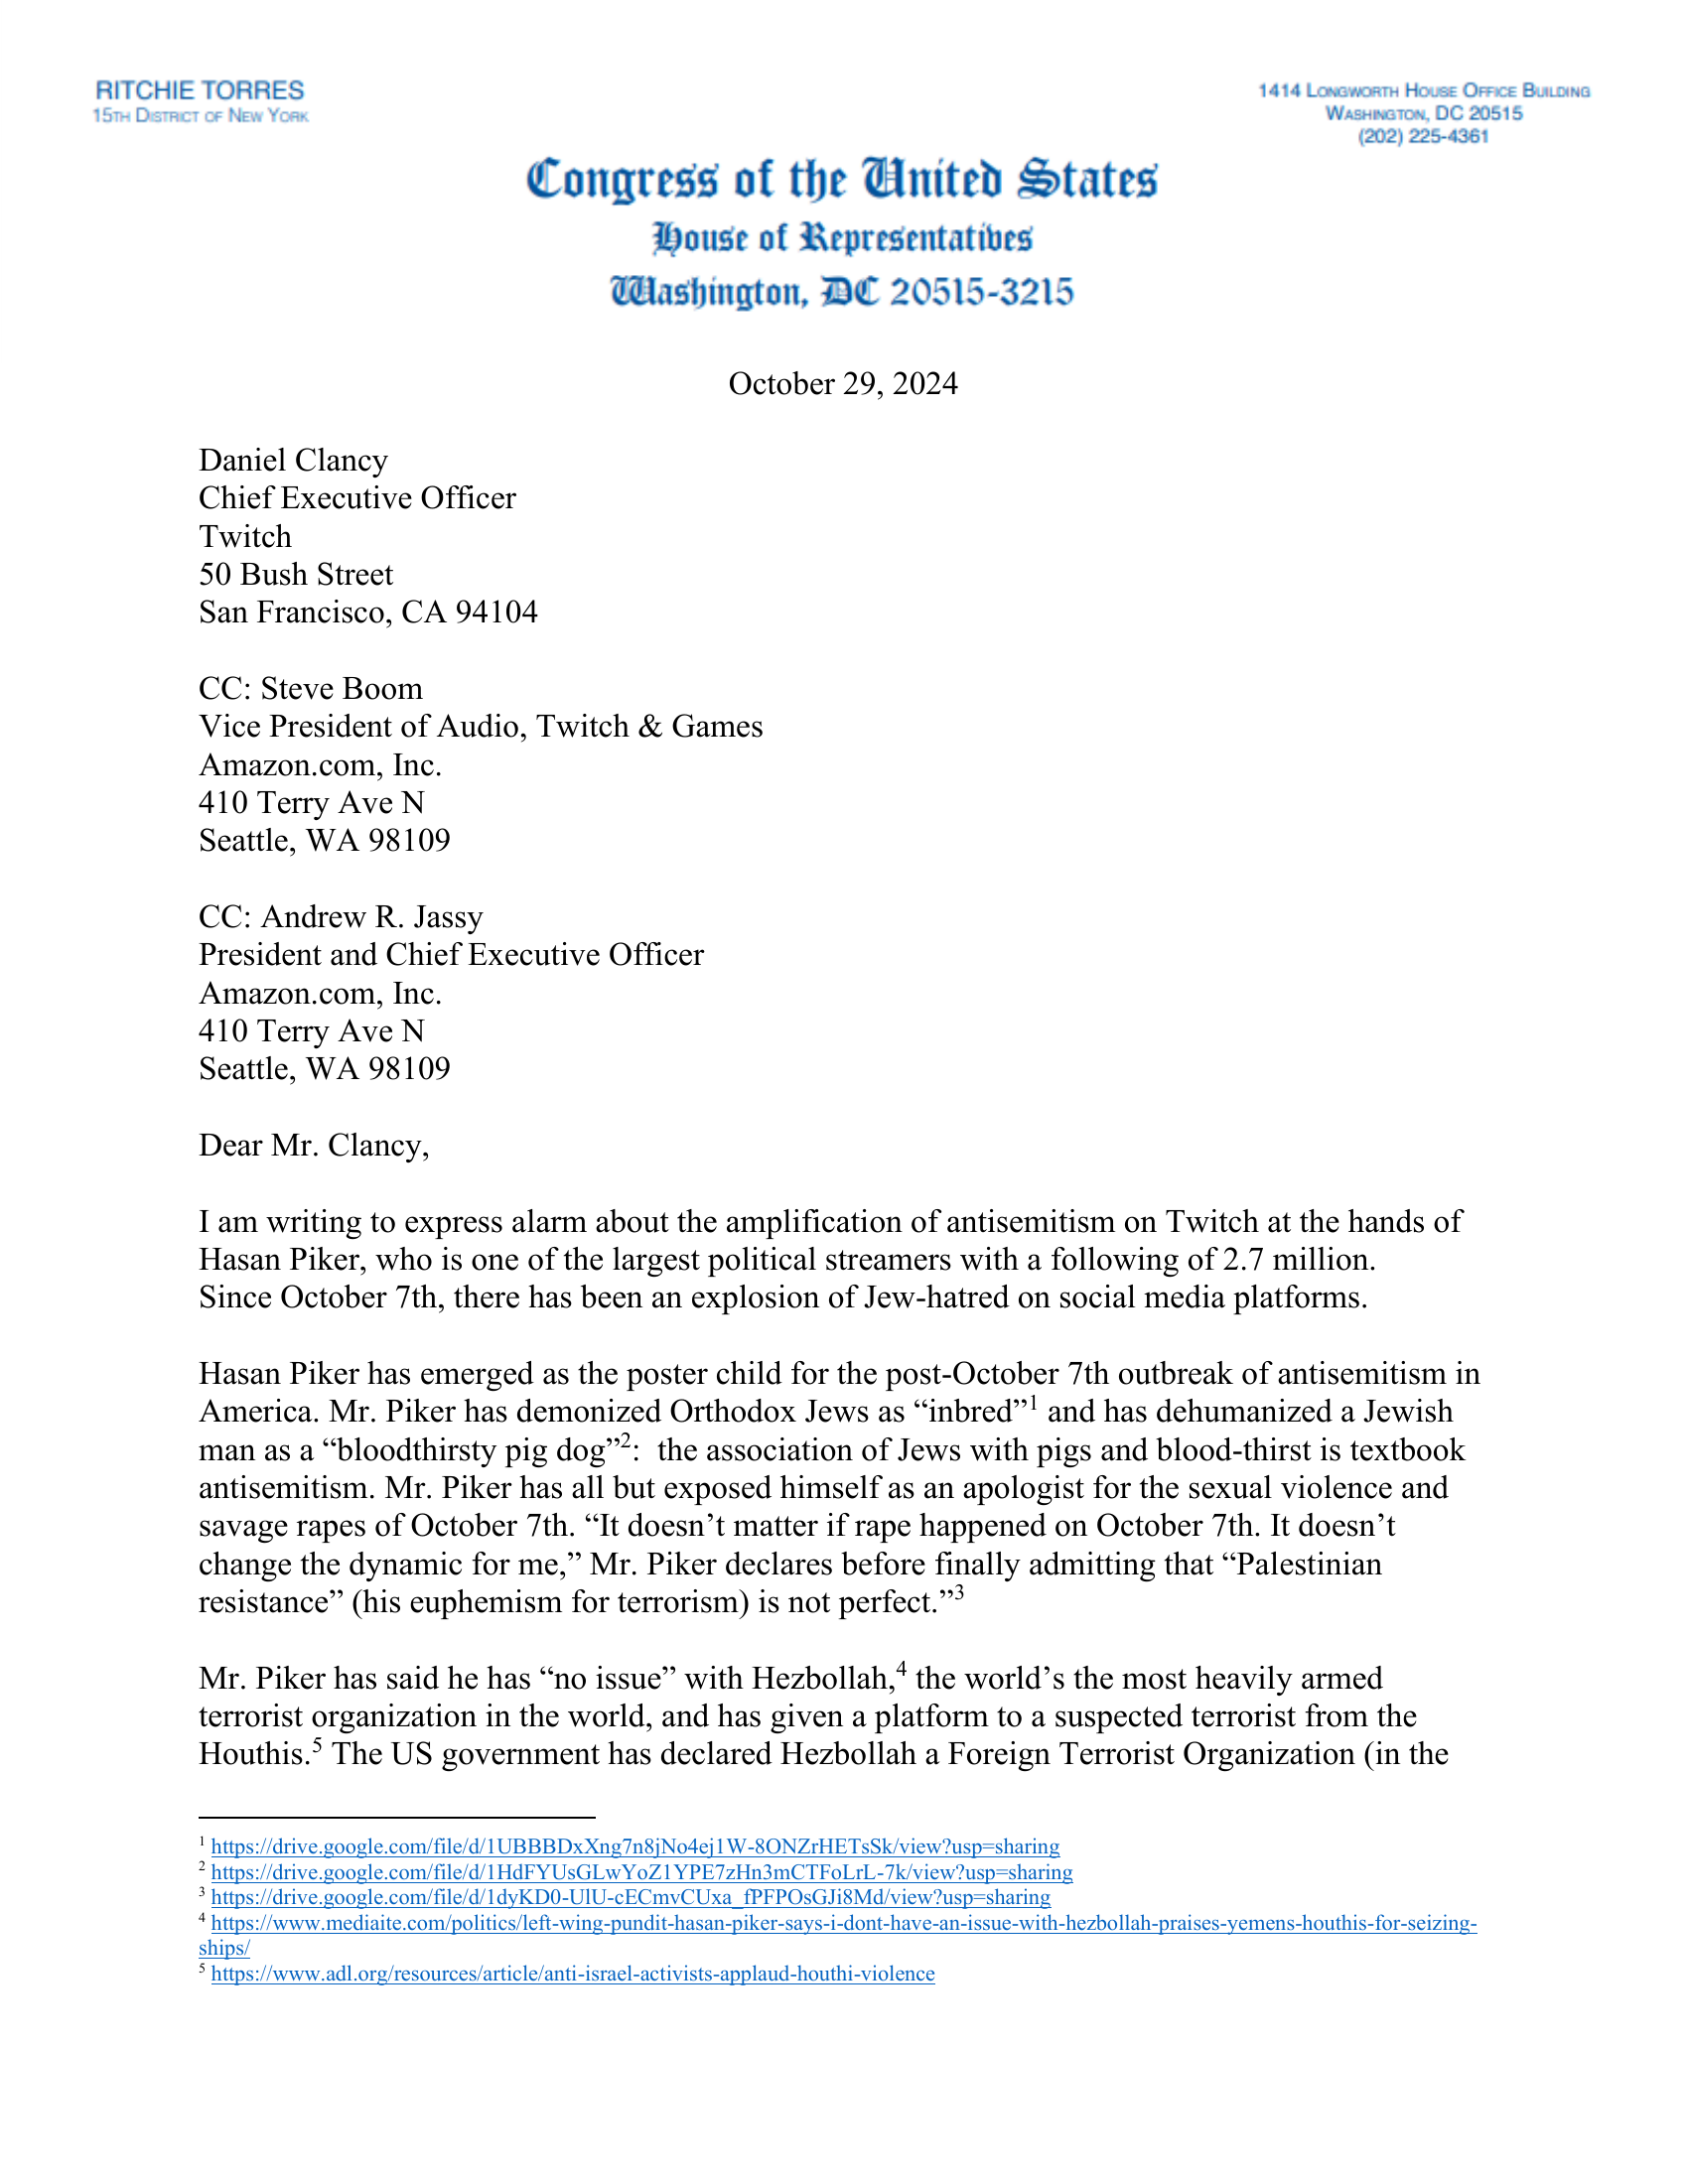 RITCHIE TORRES
15TH DISTRICT OF NEW YORK
1414 LONGWORTH HOUSE OFFICE BUILDING
WASHINGTON, DC 20515
(202) 225-4361
Congress of the United States
House of Representatives
Washington, DC 20515-3215
October 29, 2024
Daniel Clancy
Chief Executive Officer
Twitch
50 Bush Street
San Francisco, CA 94104
CC: Steve Boom
Vice President of Audio, Twitch & Games
Amazon.com, Inc.
410 Terry Ave N
Seattle, WA 98109
CC: Andrew R. Jassy
President and Chief Executive Officer
Amazon.com, Inc.
410 Terry Ave N
Seattle, WA 98109
Dear Mr. Clancy,
I am writing to express alarm about the amplification of antisemitism on Twitch at the hands of
Hasan Piker, who is one of the largest political streamers with a following of 2.7 million.
Since October 7th, there has been an explosion of Jew-hatred on social media platforms.
Hasan Piker has emerged as the poster child for the post-October 7th outbreak of antisemitism in
America. Mr. Piker has demonized Orthodox Jews as “inbred”1 and has dehumanized a Jewish
man as a “bloodthirsty pig dog”2:  the association of Jews with pigs and blood-thirst is textbook
antisemitism. Mr. Piker has all but exposed himself as an apologist for the sexual violence and
savage rapes of October 7th. “It doesn’t matter if rape happened on October 7th. It doesn’t
change the dynamic for me,” Mr. Piker declares before finally admitting that “Palestinian
resistance” (his euphemism for terrorism) is not perfect.”3
Mr. Piker has said he has “no issue” with Hezbollah,4 the world’s the most heavily armed
terrorist organization in the world, and has given a platform to a suspected terrorist from the
Houthis.5 The US government has declared Hezbollah a Foreign Terrorist Organization (in the
1 https://drive.google.com/file/d/1UBBBDxXng7n8jNo4ej1W-8ONZrHETsSk/view?usp=sharing
2 https://drive.google.com/file/d/1HdFYUsGLwYoZ1YPE7zHn3mCTFoLrL-7k/view?usp=sharing
3 https://drive.google.com/file/d/1dyKD0-UlU-cECmvCUxa_fPFPOsGJi8Md/view?usp=sharing
4 https://www.mediaite.com/politics/left-wing-pundit-hasan-piker-says-i-dont-have-an-issue-with-hezbollah-praises-yemens-houthis-for-seizing-
ships/
5 https://www.adl.org/resources/article/anti-israel-activists-applaud-houthi-violence